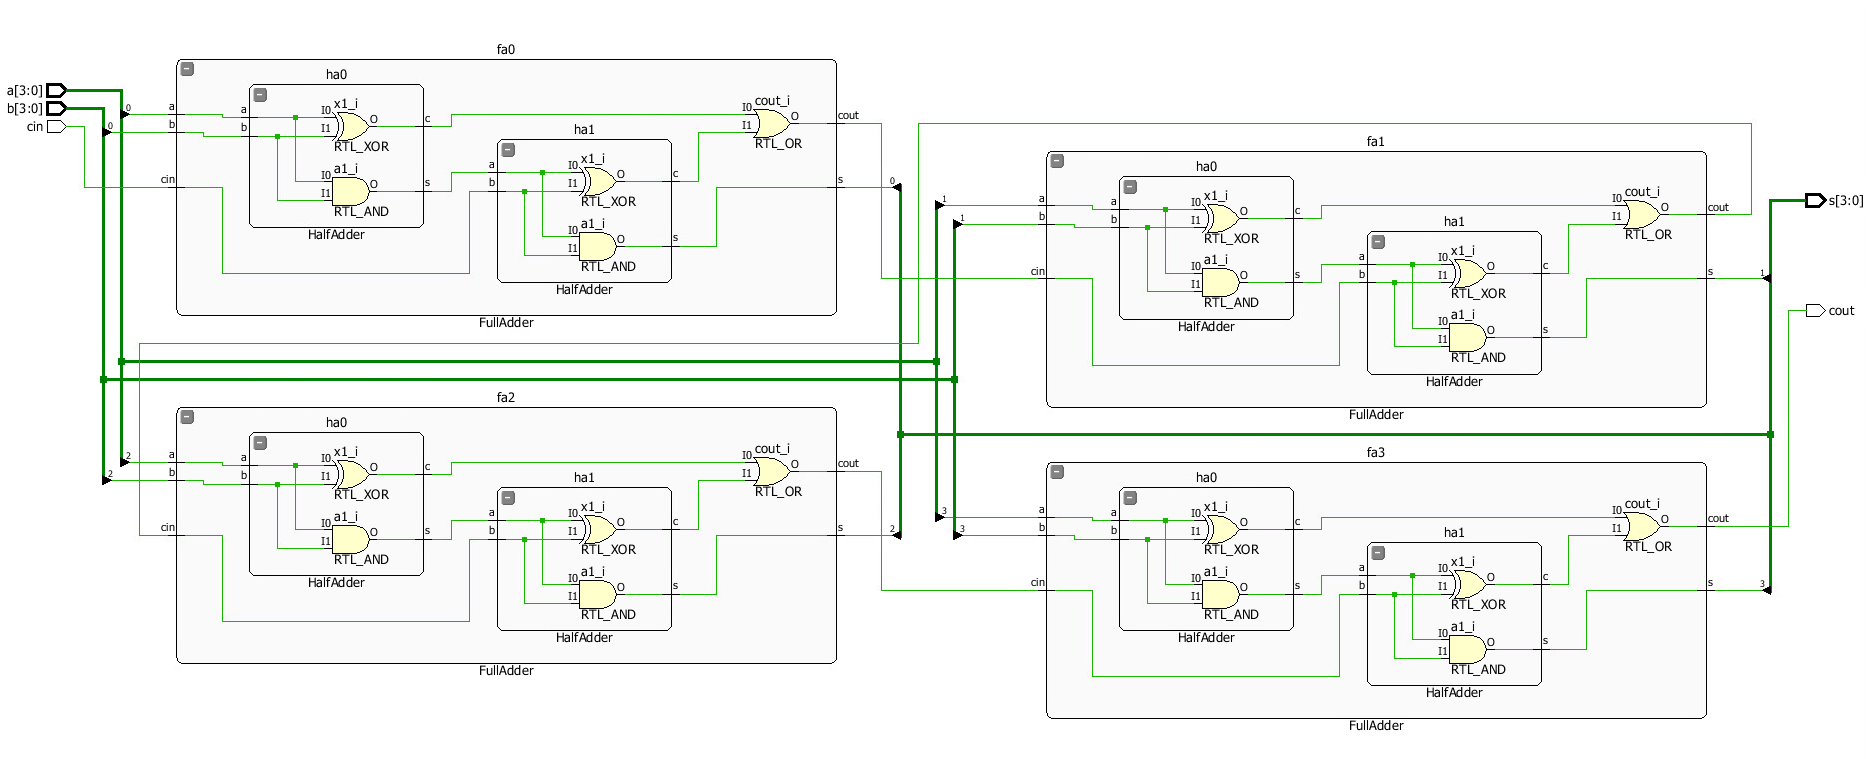 fa0
ha0
a[3:0]
b[3:0]
cin
0
0
a
b
cin
a
b
I0
I1
x1_i
O
RTL_XOR
c
a1_i
I0
I1
O
RTL_AND
s
HalfAdder
ha1
a
b
I0
I1
x1_i
O
RTL_XOR
c
a1_i
I0
I1
O
RTL_AND
s
HalfAdder
cout_i
I0
I1
O
RTL_OR
cout
s
0
FullAdder
fa1
ha0
1
1
a
b
cin
a
b
I0
I1
x1_i
O
RTL_XOR
c
a1_i
I0
I1
O
RTL_AND
s
HalfAdder
ha1
a
b
I0
I1
x1_i
O
RTL_XOR
c
a1_i
I0
I1
O
RTL_AND
s
HalfAdder
cout_i
I0
I1
O
RTL_OR
cout
s
1
FullAdder
s[3:0]
cout
fa2
ha0
2
2
a
b
cin
a
b
I0
I1
x1_i
O
RTL_XOR
c
a1_i
I0
I1
O
RTL_AND
s
HalfAdder
ha1
a
b
I0
I1
x1_i
O
RTL_XOR
c
a1_i
I0
I1
O
RTL_AND
s
HalfAdder
cout_i
I0
I1
O
RTL_OR
cout
s
2
FullAdder
fa3
ha0
3
3
a
b
cin
a
b
I0
I1
x1_i
O
RTL_XOR
c
a1_i
I0
I1
O
RTL_AND
s
HalfAdder
ha1
a
b
I0
I1
x1_i
O
RTL_XOR
c
a1_i
I0
I1
O
RTL_AND
s
HalfAdder
cout_i
I0
I1
O
RTL_OR
cout
s
3
FullAdder